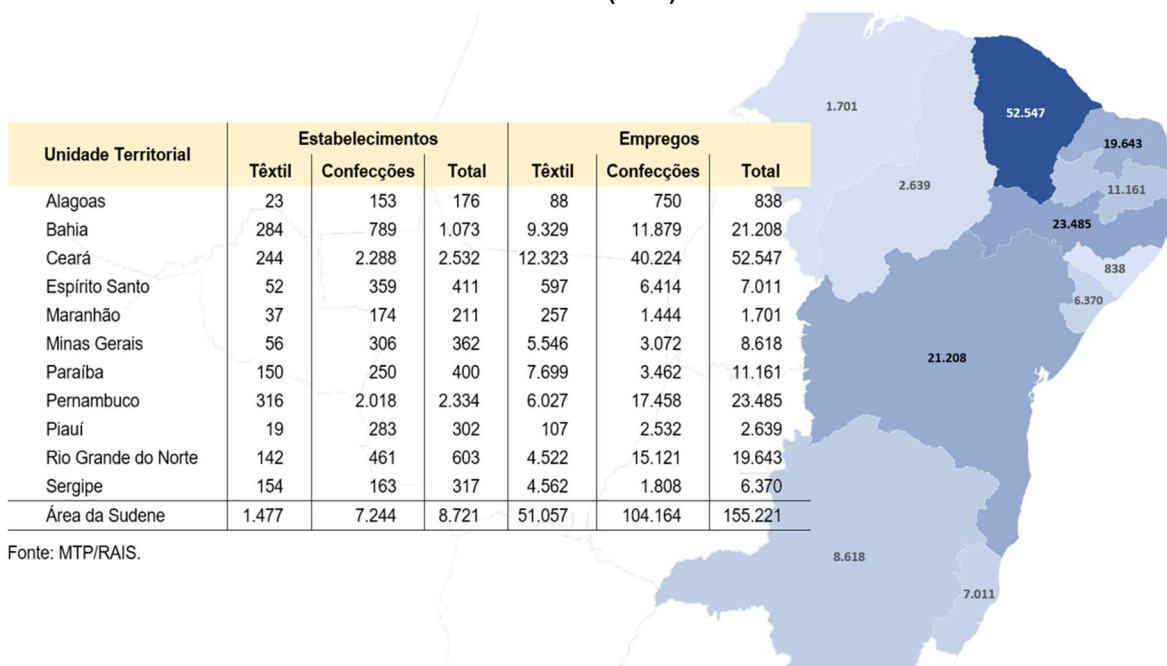 Unidade Territorial Estabelecimentos Empregos
Têxtil Confecções Total Têxtil Confecções Total
Alagoas 23 153 176 88 750 838
Bahia 284 789 1.073 9.329 11.879 21.208
Ceará 244 2.288 2.532 12.323 40.224 52.547
Espírito Santo 52 359 411 597 6.414 7.011
Maranhão 37 174 211 257 1.444 1.701
Minas Gerais 56 306 362 5.546 3.072 8.618
Paraíba 150 250 400 7.699 3.462 11.161
Pernambuco 316 2.018 2.334 6.027 17.458 23.485
Piauí 19 283 302 107 2.532 2.639
Rio Grande do Norte 142 461 603 4.522 15.121 19.643
Sergipe 154 163 317 4.562 1.808 6.370
Área da Sudene 1.477 7.244 8.721 51.057 104.164 155.221
Fonte: MTP/RAIS.
1.701
52.547
19.643
2.639
11.161
23.485
838
6.370
21.208
8.618
7.011